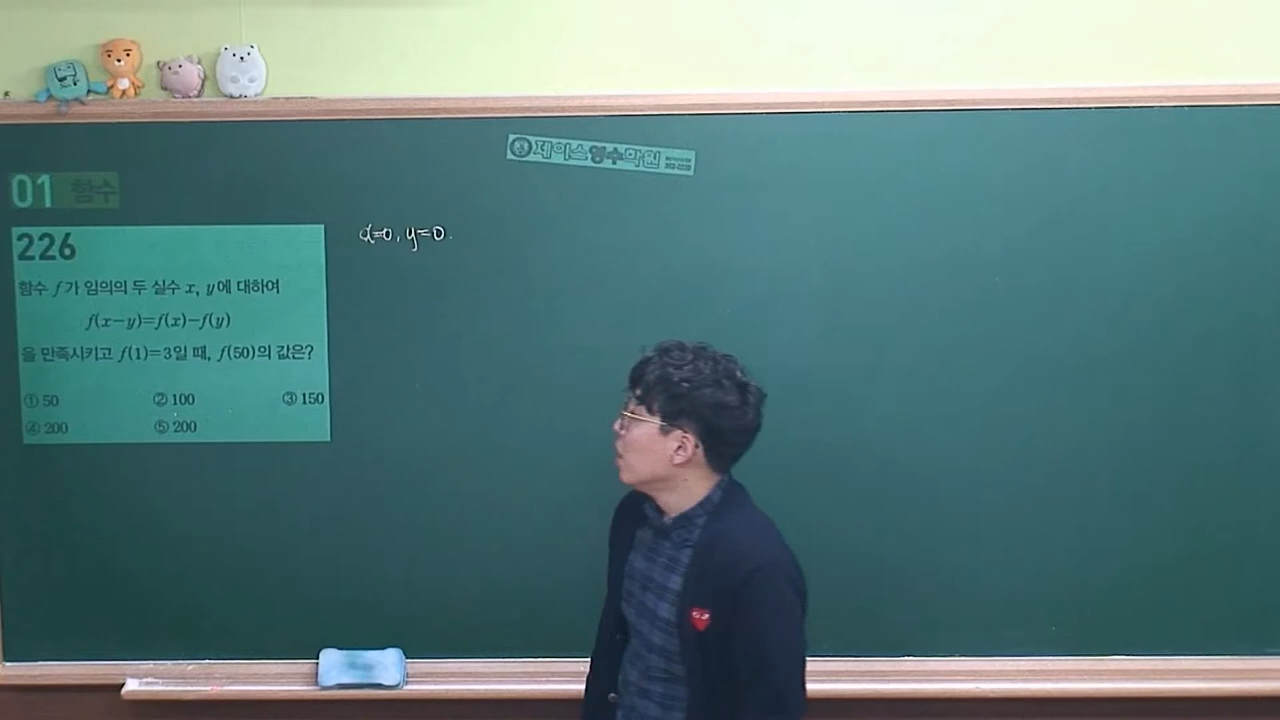 제이스영수학원
01 함수
226
함수 f가 임의의 두 실수 x, y에 대하여
f(x-y)=f(x)-f(y)
을 만족시키고 f(1)=3일 때, f(50)의 값은?
① 50 ② 100 ③ 150
④ 200 ⑤ 200
x=0, y=0.